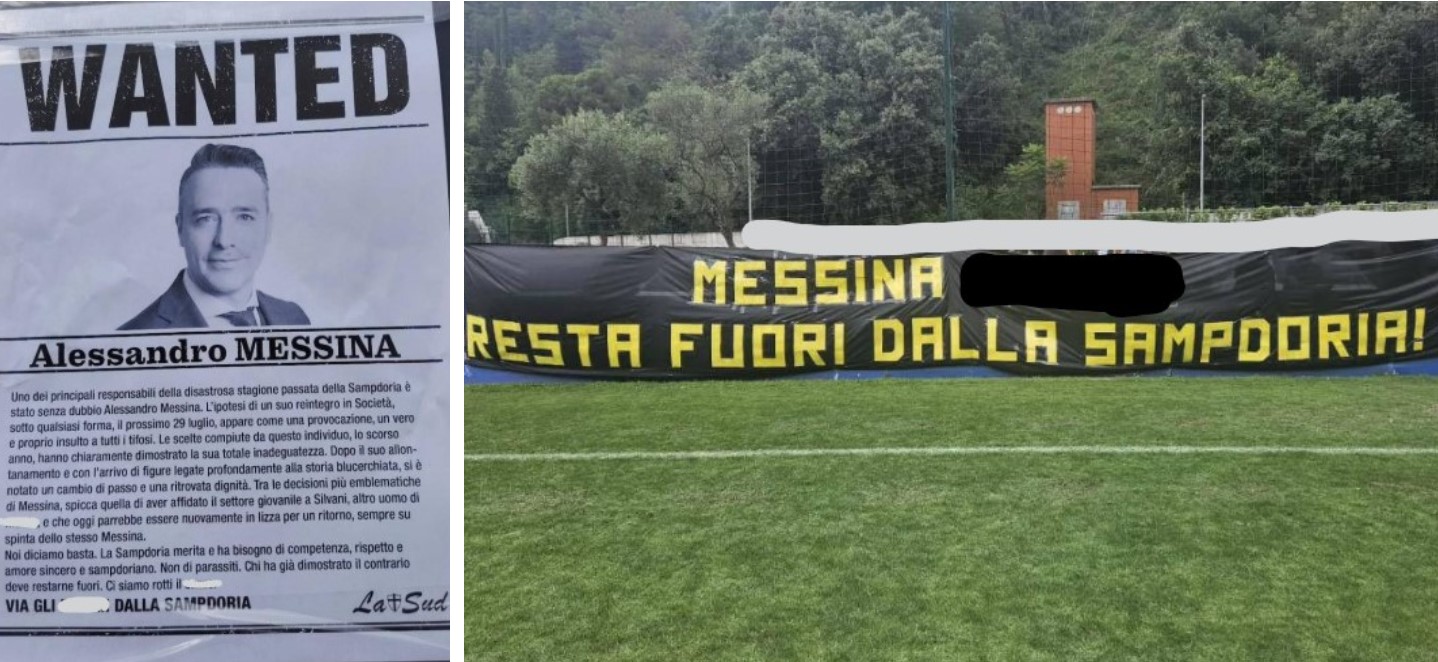 WANTED
Alessandro MESSINA
Uno dei principali responsabili della disastrosa stagione passata della Sampdoria è
stato senza dubbio Alessandro Messina. L'ipotesi di un suo reintegro in Società,
sotto qualsiasi forma, il prossimo 29 luglio, appare come una provocazione, un vero
e proprio insulto a tutti i tifosi. Le scelte compiute da questo individuo, lo scorso
anno, hanno chiaramente dimostrato la sua totale inadeguatezza. Dopo il suo allon-
tanamento e con l'arrivo di figure legate profondamente alla storia blucerchiata, si è
notato un cambio di passo e una ritrovata dignità. Tra le decisioni più emblematiche
di Messina, spicca quella di aver affidato il settore giovanile a Silvani, altro uomo di
, e che oggi parrebbe essere nuovamente in lizza per un ritorno, sempre su
spinta dello stesso Messina.
Noi diciamo basta. La Sampdoria merita e ha bisogno di competenza, rispetto e
amore sincero e sampdoriano. Non di parassiti. Chi ha già dimostrato il contrario
deve restarne fuori. Ci siamo rotti il
VIA GLI DALLA SAMPDORIA
La Sud
MESSINA
RESTA FUORI DALLA SAMPDORIA!